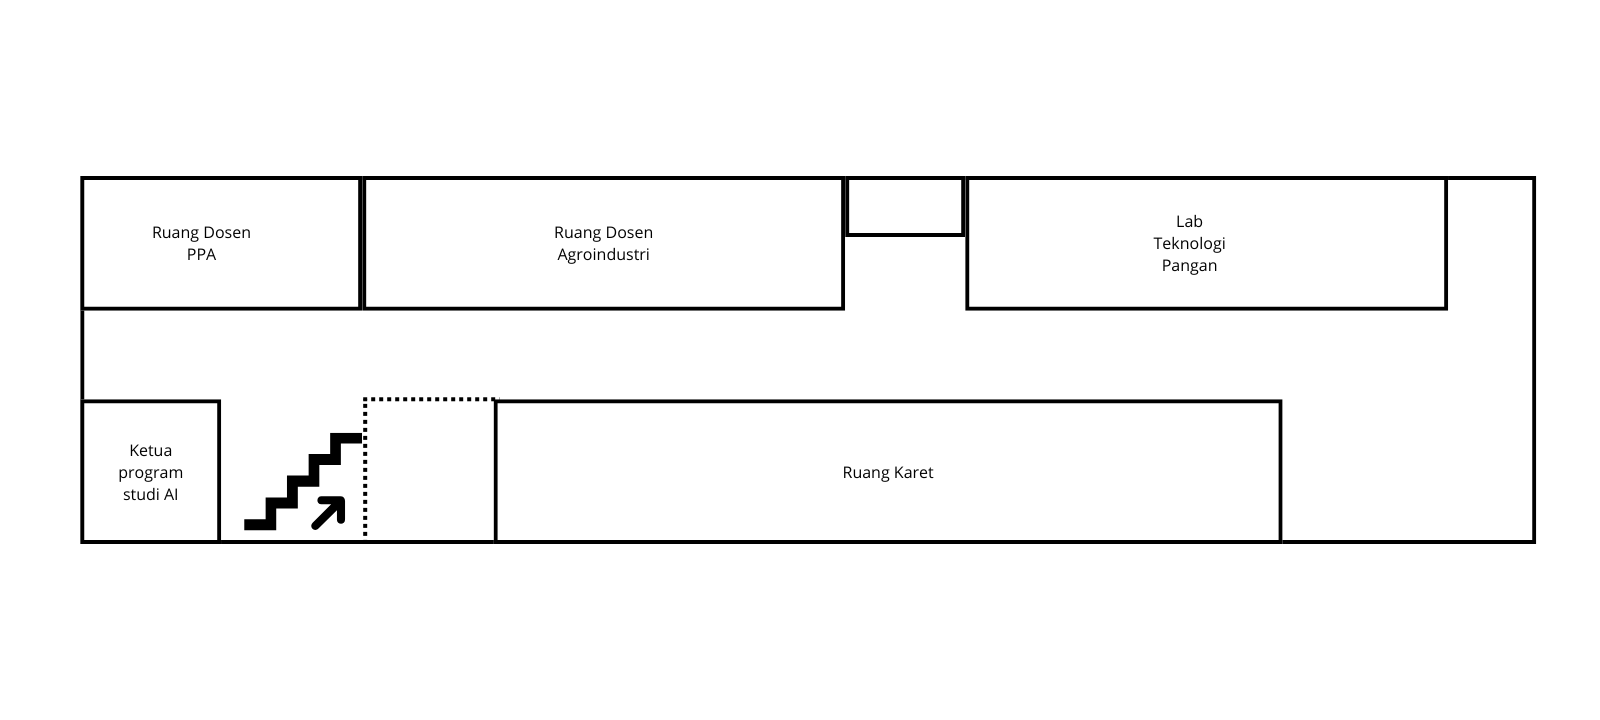 Ruang Dosen
PPA
Ruang Dosen
Agroindustri
Lab
Teknologi
Pangan
Ketua
program
studi AI
Ruang Karet